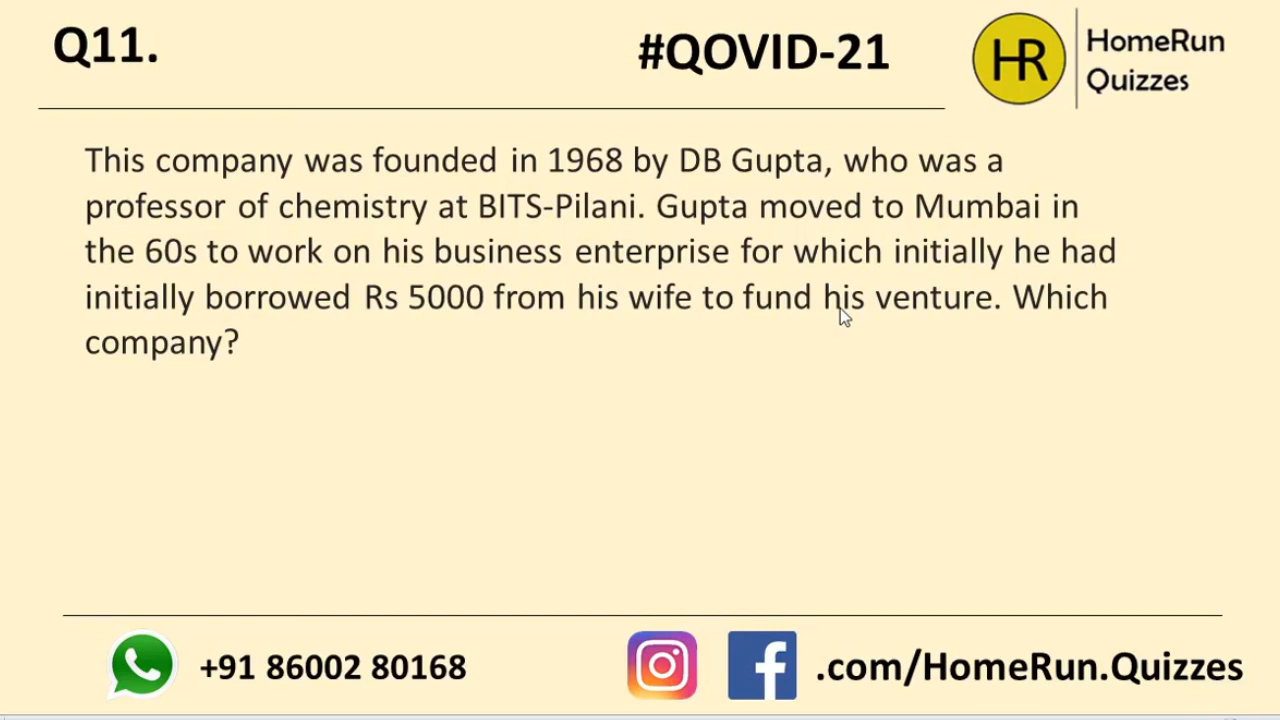 Q11.
#QOVID-21
HR
HomeRun
Quizzes
This company was founded in 1968 by DB Gupta, who was a
professor of chemistry at BITS-Pilani. Gupta moved to Mumbai in
the 60s to work on his business enterprise for which initially he had
initially borrowed Rs 5000 from his wife to fund his venture. Which
company?
+91 86002 80168
.com/HomeRun.Quizzes